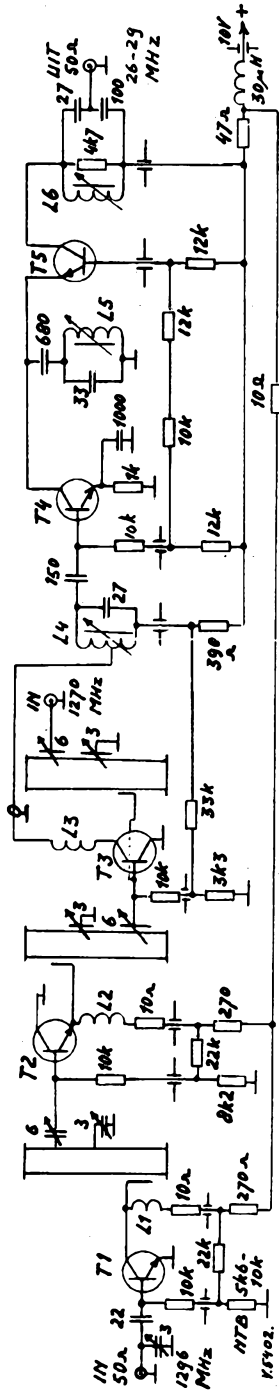 IN
50Ω
22
3
1296
MHz
T1
L1
10k
10Ω
22k
HTB
5k6-
10k
270Ω
V.5402.
6
3
T2
L2
10k
10Ω
22k
8k2
270
3
6
L3
T3
10k
3k3
33k
IN
1270
MHz
6
3
L4
27
150
390
Ω
T4
10k
12k
1k
1000
680
33
L5
10k
12k
12k
T5
L6
4k7
27
100
UIT
50Ω
26-29
MHz
10Ω
47Ω
30µH
10V
+